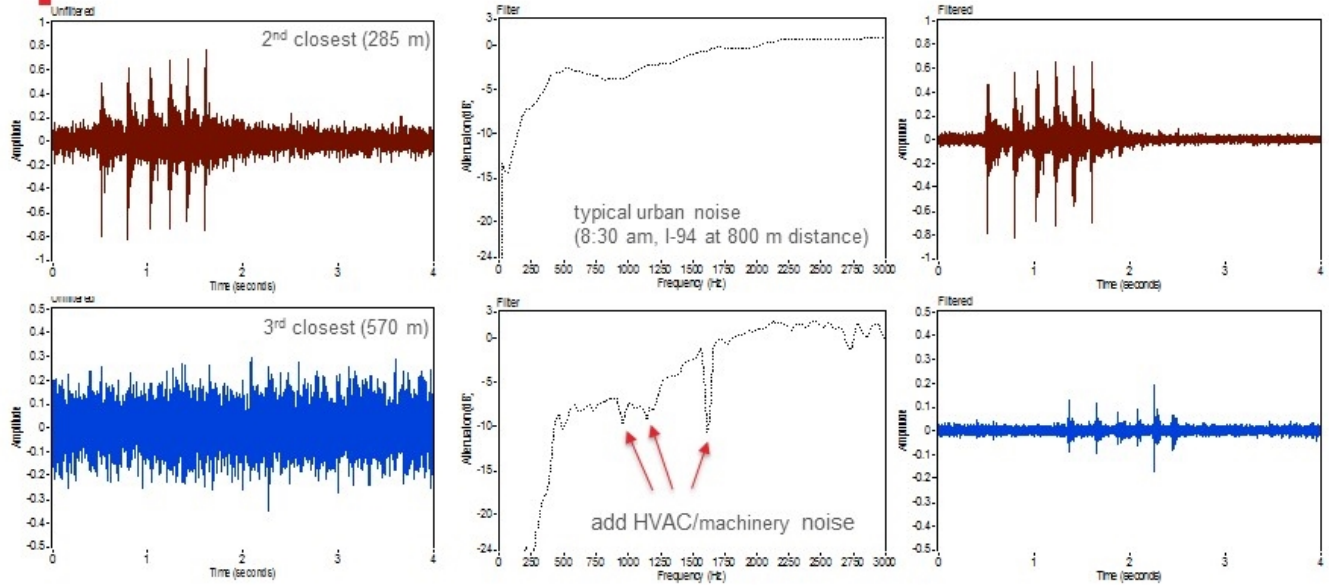 Unfiltered
2nd closest (285 m)
1
0.8
0.6
0.4
0.2
0
-0.2
-0.4
-0.6
-0.8
-1
Amplitude
0 1 2 3 4
Time (seconds)
Filter
3
0
-5
-10
-15
-20
-24
Attenuation(dB)
typical urban noise
(8:30 am, I-94 at 800 m distance)
0 250 500 750 1000 1250 1500 1750 2000 2250 2500 2750 3000
Frequency (Hz)
Filtered
1
0.8
0.6
0.4
0.2
0
-0.2
-0.4
-0.6
-0.8
-1
Amplitude
0 1 2 3 4
Time (seconds)
Unfiltered
3rd closest (570 m)
0.5
0.4
0.3
0.2
0.1
0
-0.1
-0.2
-0.3
-0.4
-0.5
Amplitude
0 1 2 3 4
Time (seconds)
Filter
3
0
-5
-10
-15
-20
-24
Attenuation(dB)
add HVAC/machinery noise
0 250 500 750 1000 1250 1500 1750 2000 2250 2500 2750 3000
Frequency (Hz)
Filtered
0.5
0.4
0.3
0.2
0.1
0
-0.1
-0.2
-0.3
-0.4
-0.5
Amplitude
0 1 2 3 4
Time (seconds)